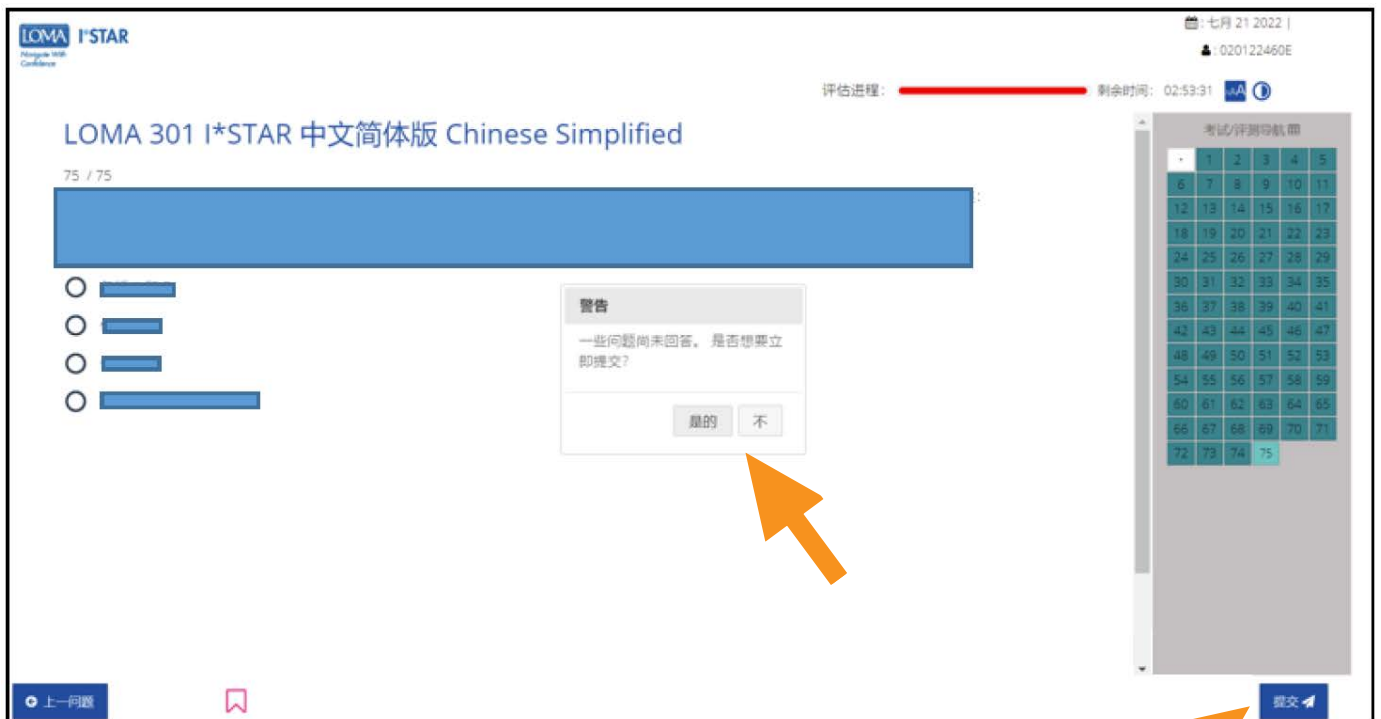 LOMA I*STAR
Navigate With
Confidence
: 七月 21 2022 |
: 020122460E
评估进程:
剩余时间: 02:53:31
AA
LOMA 301 I*STAR 中文简体版 Chinese Simplified
75 / 75
:
警告
一些问题尚未回答。 是否想要立
即提交?
是的 不
考试/评测导航
* 1 2 3 4 5
6 7 8 9 10 11
12 13 14 15 16 17
18 19 20 21 22 23
24 25 26 27 28 29
30 31 32 33 34 35
36 37 38 39 40 41
42 43 44 45 46 47
48 49 50 51 52 53
54 55 56 57 58 59
60 61 62 63 64 65
66 67 68 69 70 71
72 73 74 75
上一问题
提交